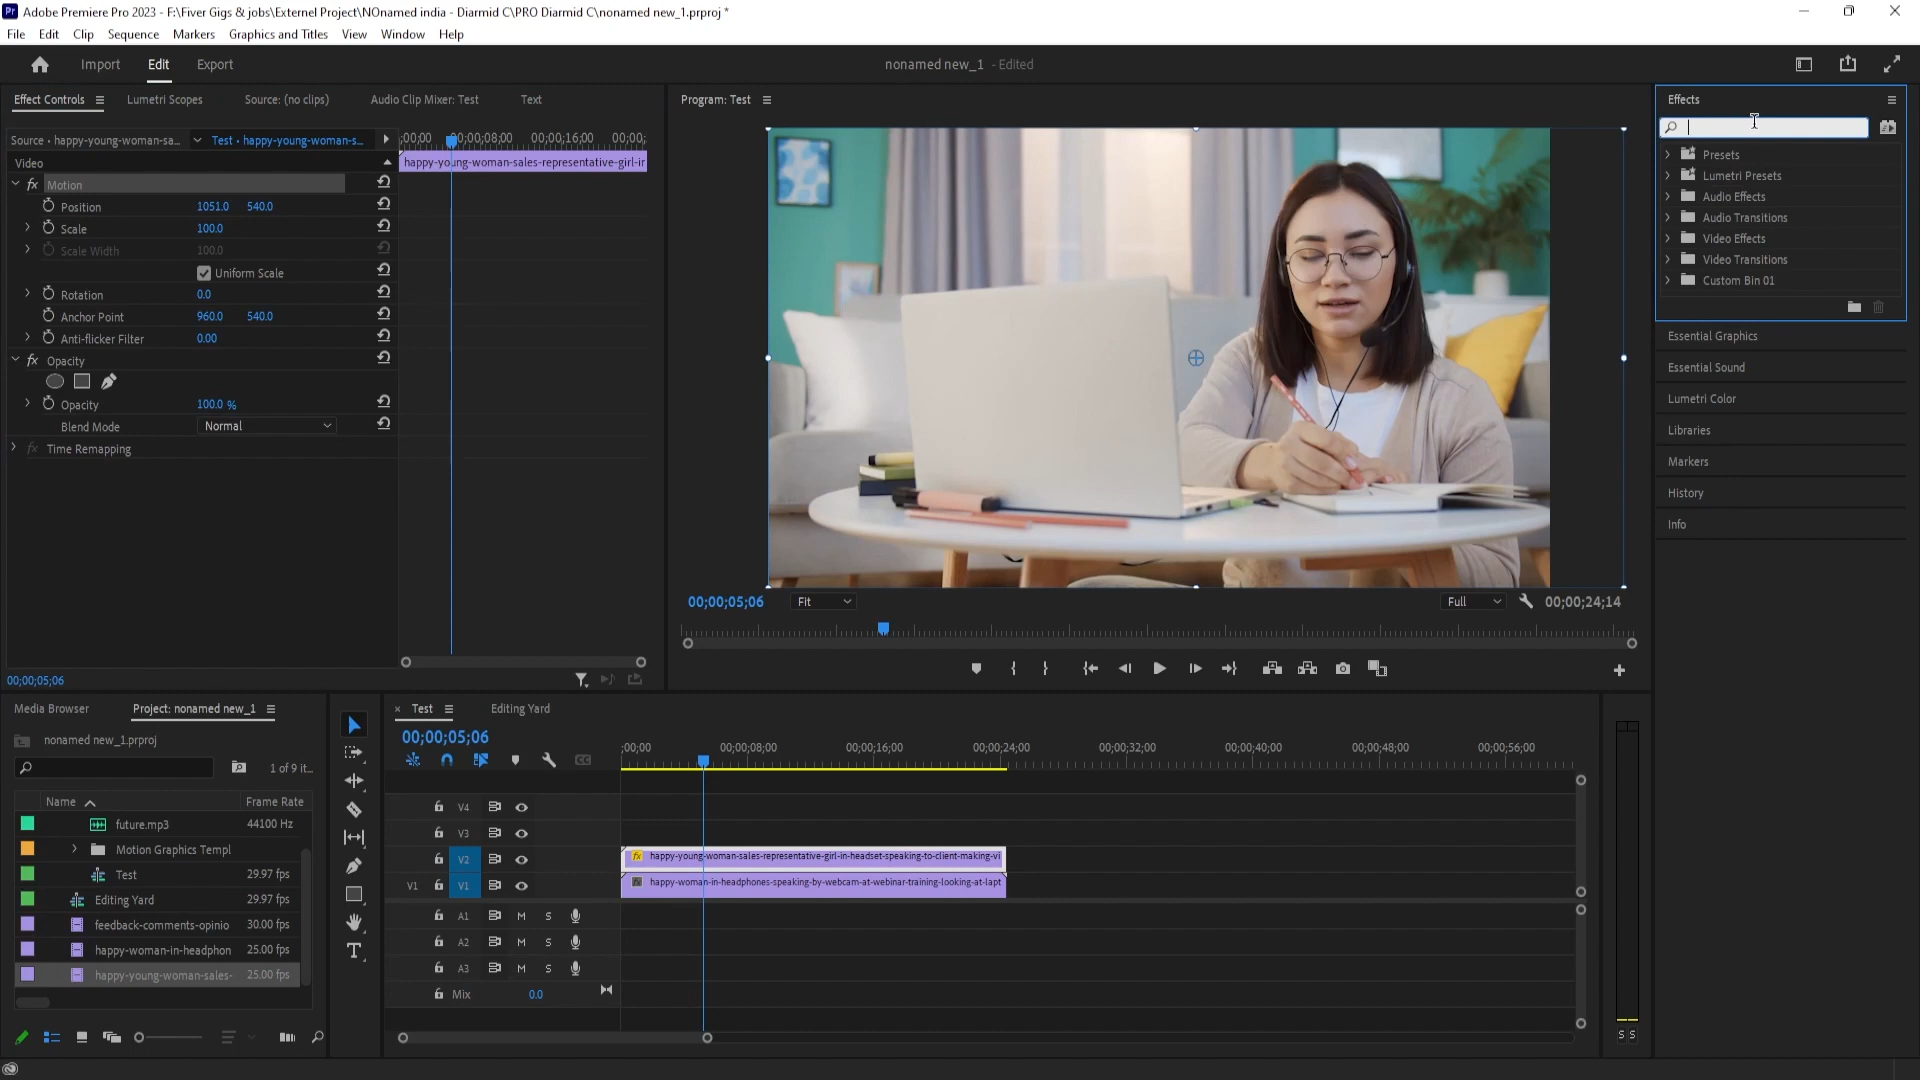 Adobe Premiere Pro 2023 - F:\Fiver Gigs & jobs\Externel Project\NOnamed india - Diarmid C\PRO Diarmid C\nonamed new_1.prproj *
File Edit Clip Sequence Markers Graphics and Titles View Window Help
Import Edit Export
nonamed new_1 - Edited
Effect Controls Lumetri Scopes Source: (no clips) Audio Clip Mixer: Test Text
Source • happy-young-woman-sa... Test • happy-young-woman-s...
:00;00 00;00;08;00 00;00;16;00 00;00;
happy-young-woman-sales-representative-girl-ir
Video
fx Motion
Position 1051.0 540.0
Scale 100.0
Scale Width 100.0
Uniform Scale
Rotation 0.0
Anchor Point 960.0 540.0
Anti-flicker Filter 0.00
fx Opacity
Opacity 100.0 %
Blend Mode Normal
fx Time Remapping
00;00;05;06
Program: Test
00;00;05;06 Fit Full 00;00;24;14
Effects
Presets
Lumetri Presets
Audio Effects
Audio Transitions
Video Effects
Video Transitions
Custom Bin 01
Essential Graphics
Essential Sound
Lumetri Color
Libraries
Markers
History
Info
Media Browser Project: nonamed new_1
nonamed new_1.prproj
1 of 9 it...
Name Frame Rate
future.mp3 44100 Hz
Motion Graphics Templ
Test 29.97 fps
Editing Yard 29.97 fps
feedback-comments-opinio 30.00 fps
happy-woman-in-headphon 25.00 fps
happy-young-woman-sales- 25.00 fps
× Test Editing Yard
00;00;05;06
;00;00 00;00;08;00 00;00;16;00 00;00;24;00 00;00;32;00 00;00;40;00 00;00;48;00 00;00;56;00
V4
V3
V2 fx happy-young-woman-sales-representative-girl-in-headset-speaking-to-client-making-vi
V1 V1 fx happy-woman-in-headphones-speaking-by-webcam-at-webinar-training-looking-at-lapt
A1 M S
A2 M S
A3 M S
Mix 0.0
S S